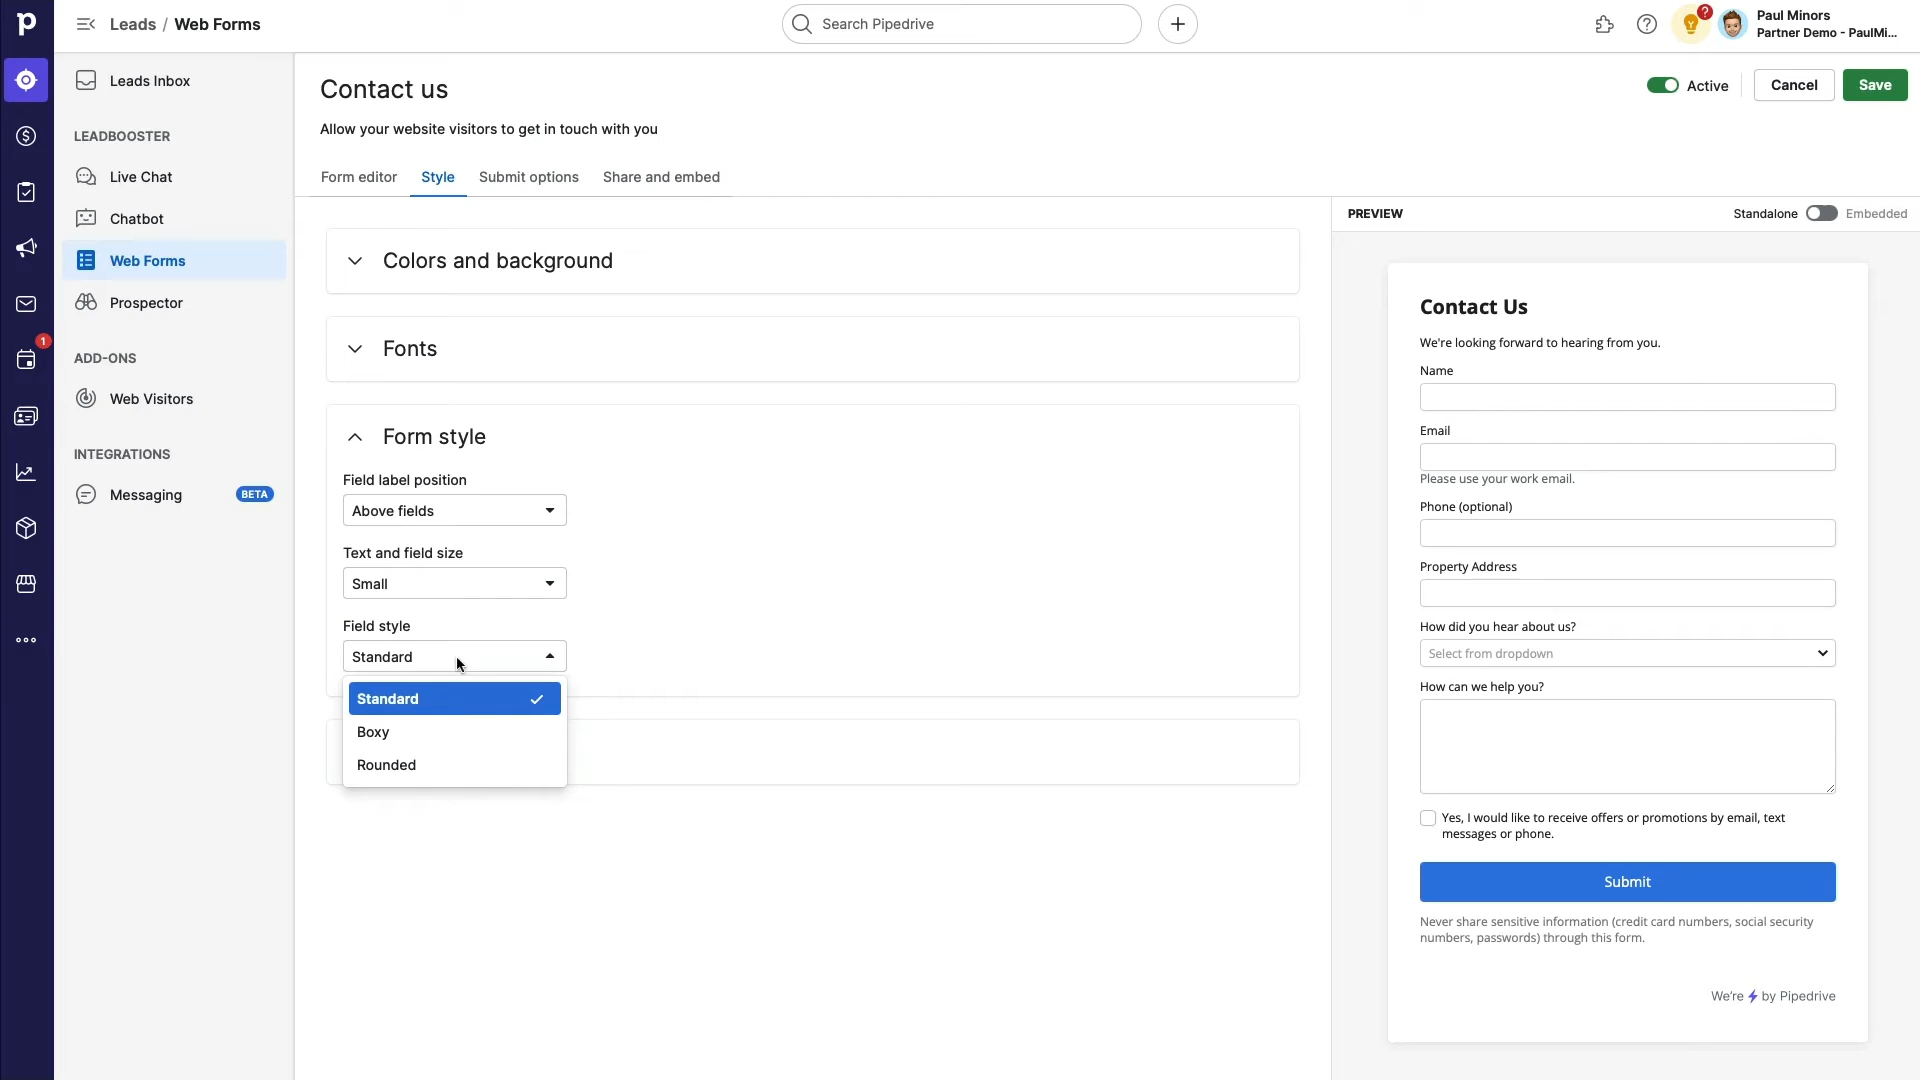 p
Leads / Web Forms
Search Pipedrive
?
Paul Minors
Partner Demo - PaulMi...
1
Leads Inbox
LEADBOOSTER
Live Chat
Chatbot
Web Forms
Prospector
ADD-ONS
Web Visitors
INTEGRATIONS
Messaging
BETA
Contact us
Allow your website visitors to get in touch with you
Active
Cancel
Save
Form editor
Style
Submit options
Share and embed
Colors and background
Fonts
Form style
Field label position
Above fields
Text and field size
Small
Field style
Standard
Standard
Boxy
Rounded
PREVIEW
Standalone
Embedded
Contact Us
We're looking forward to hearing from you.
Name
Email
Please use your work email.
Phone (optional)
Property Address
How did you hear about us?
Select from dropdown
How can we help you?
Yes, I would like to receive offers or promotions by email, text
messages or phone.
Submit
Never share sensitive information (credit card numbers, social security
numbers, passwords) through this form.
We're by Pipedrive